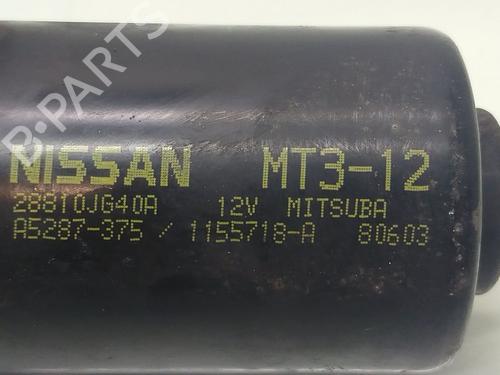 B-PARTS
NISSAN MT3-12
28810JG40A 12V MITSUBA
A5287-375 / 1155718-A 80603